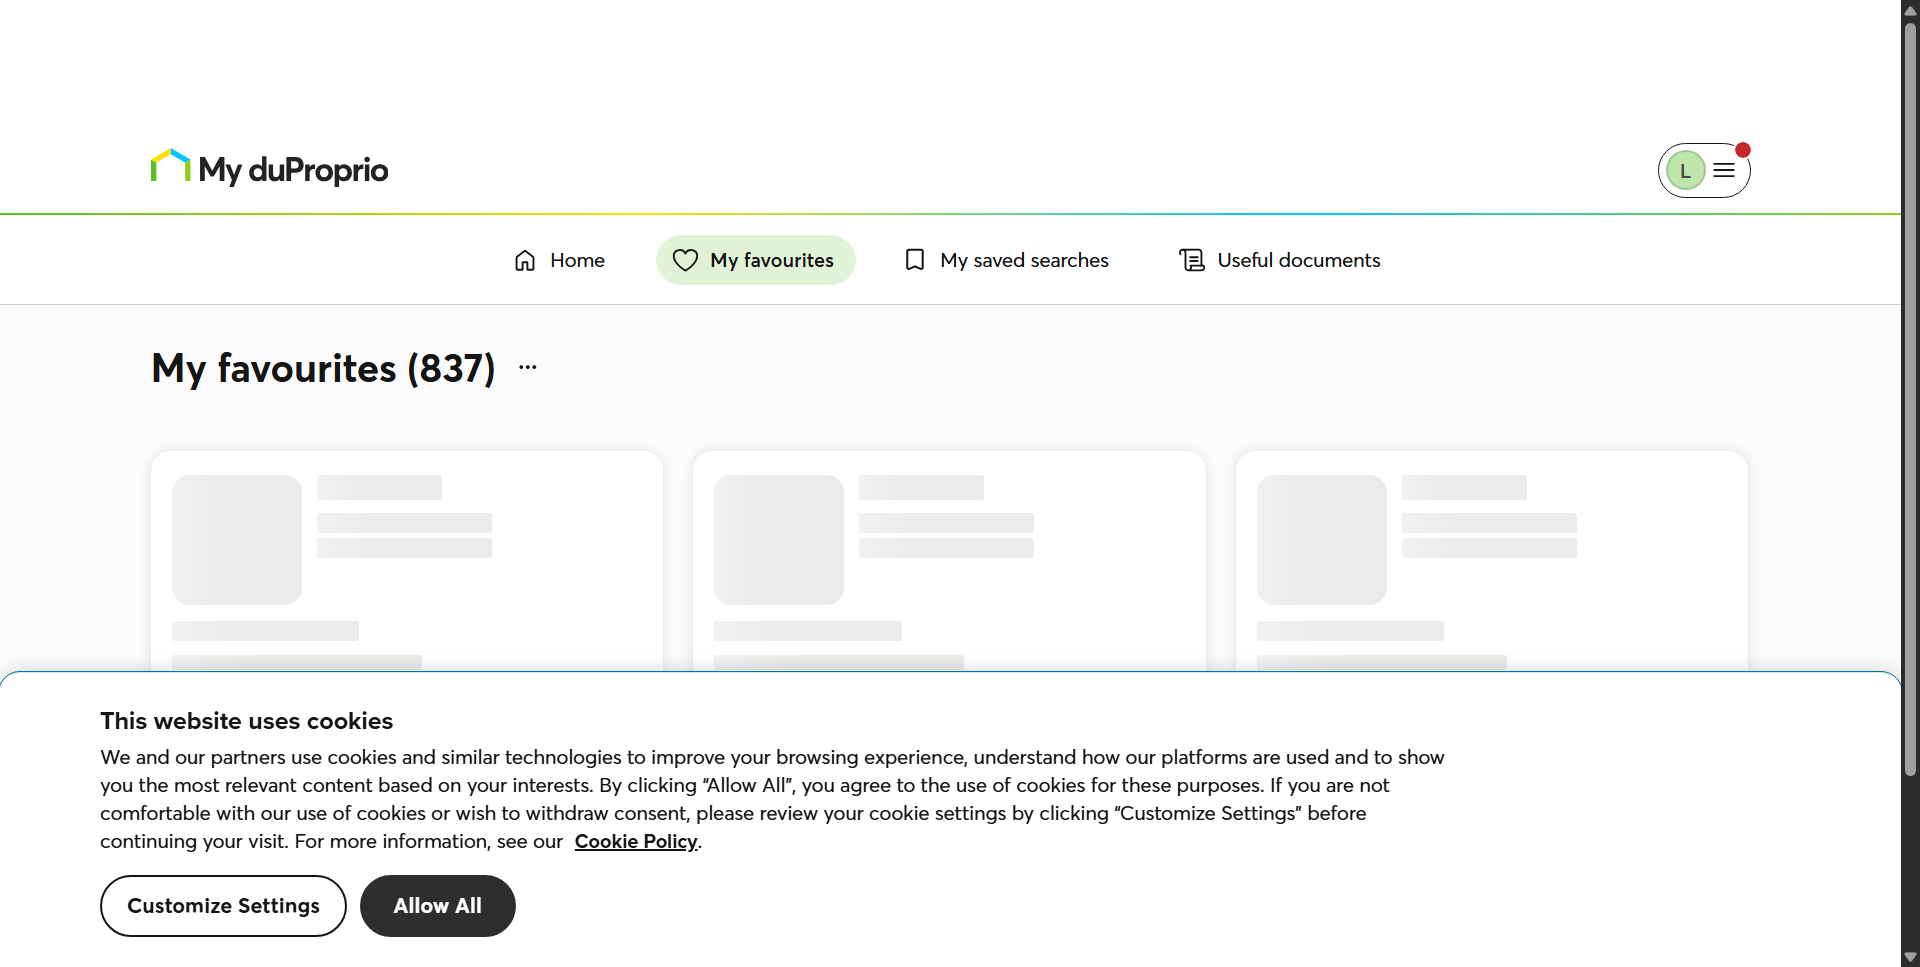 My duProprio
L
Home
My favourites
My saved searches
Useful documents
My favourites (837) ...
This website uses cookies
We and our partners use cookies and similar technologies to improve your browsing experience, understand how our platforms are used and to show
you the most relevant content based on your interests. By clicking “Allow All”, you agree to the use of cookies for these purposes. If you are not
comfortable with our use of cookies or wish to withdraw consent, please review your cookie settings by clicking “Customize Settings” before
continuing your visit. For more information, see our Cookie Policy.
Customize Settings
Allow All